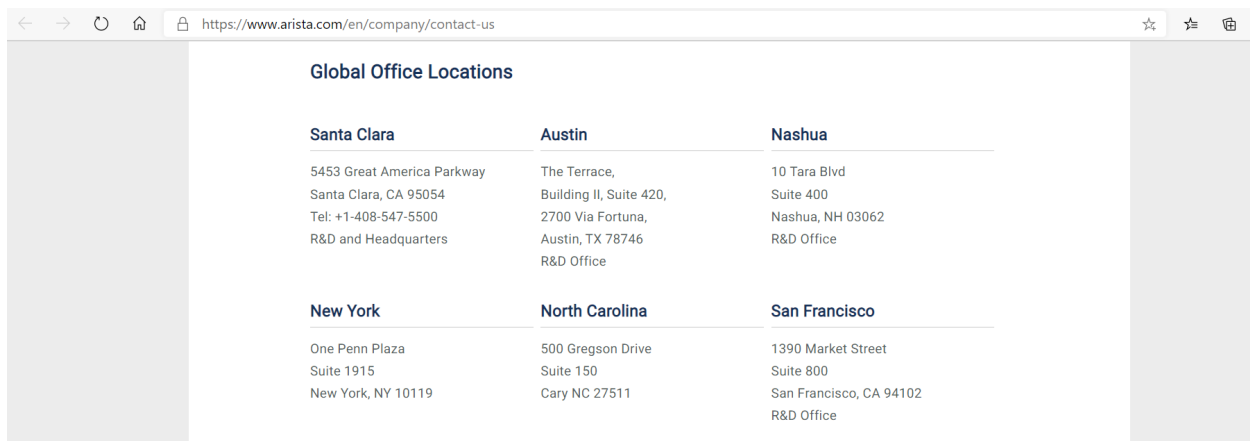 https://www.arista.com/en/company/contact-us
Global Office Locations
Santa Clara
5453 Great America Parkway
Santa Clara, CA 95054
Tel: +1-408-547-5500
R&D and Headquarters
Austin
The Terrace,
Building II, Suite 420,
2700 Via Fortuna,
Austin, TX 78746
R&D Office
Nashua
10 Tara Blvd
Suite 400
Nashua, NH 03062
R&D Office
New York
One Penn Plaza
Suite 1915
New York, NY 10119
North Carolina
500 Gregson Drive
Suite 150
Cary NC 27511
San Francisco
1390 Market Street
Suite 800
San Francisco, CA 94102
R&D Office